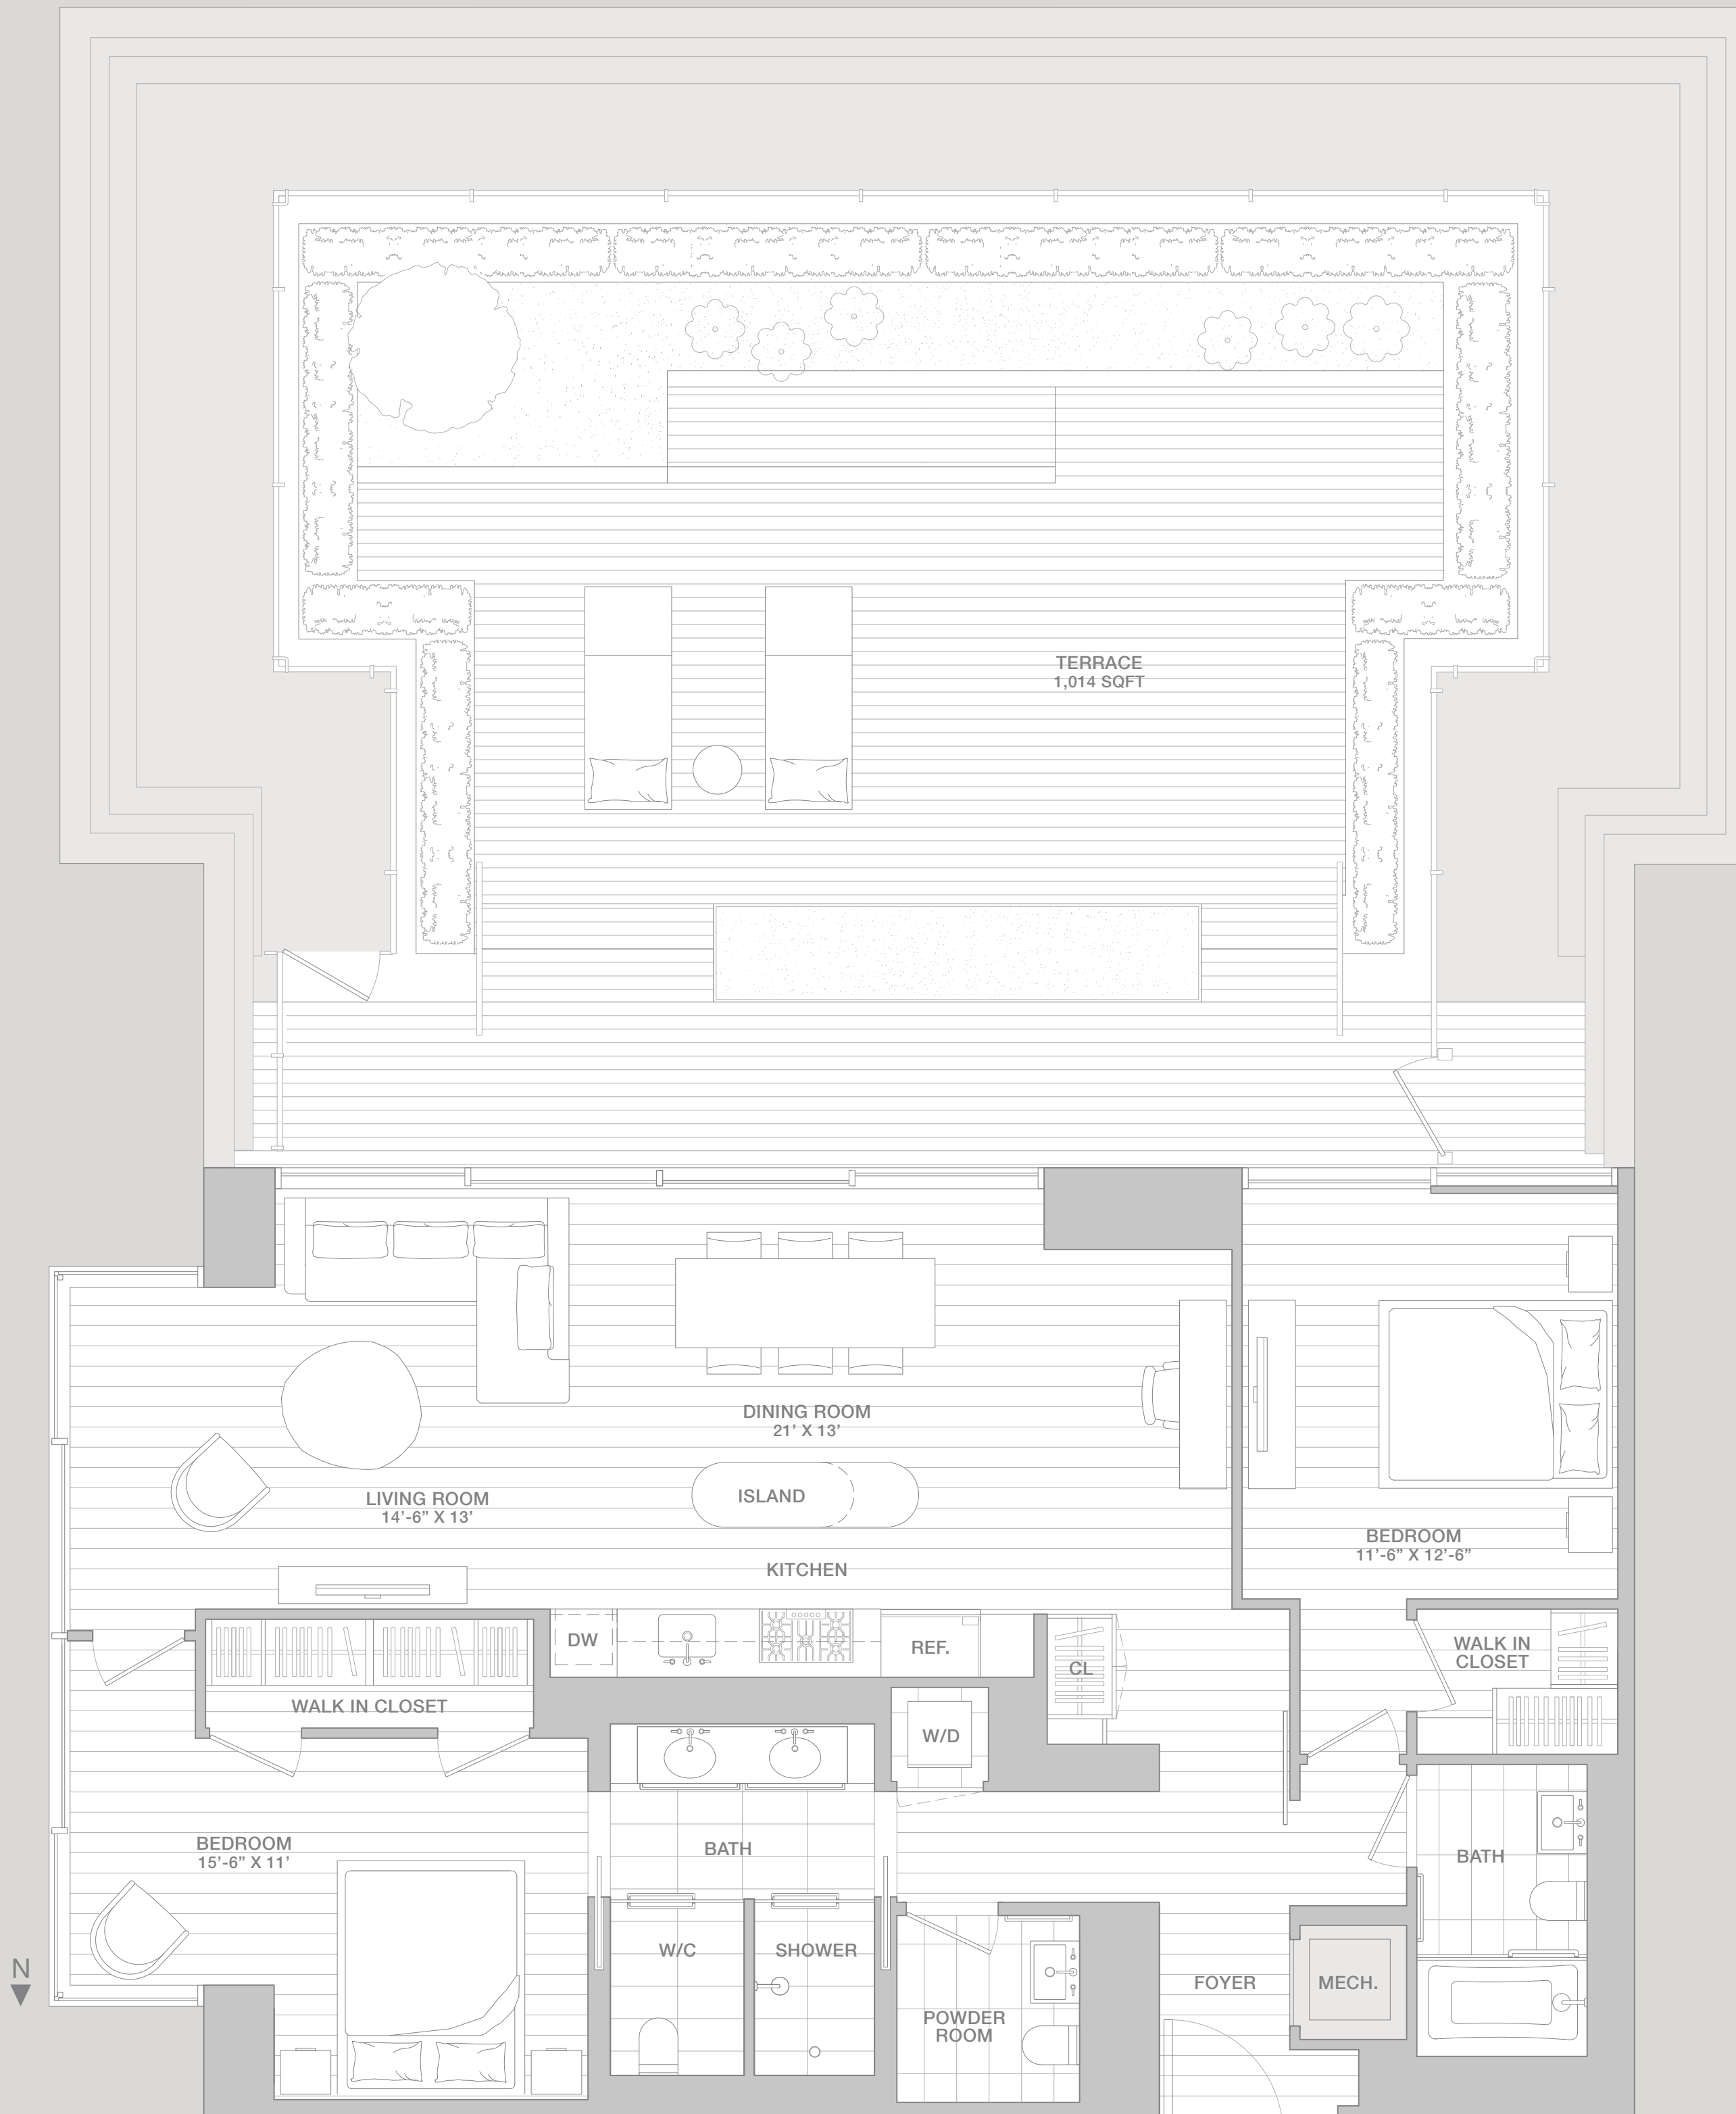 TERRACE
1,014 SQFT
DINING ROOM
21’ X 13’
LIVING ROOM
14’-6” X 13’
ISLAND
KITCHEN
BEDROOM
11’-6” X 12’-6”
DW
REF.
CL
WALK IN
CLOSET
WALK IN CLOSET
W/D
BEDROOM
15’-6” X 11’
BATH
BATH
W/C
SHOWER
POWDER
ROOM
FOYER
MECH.
N